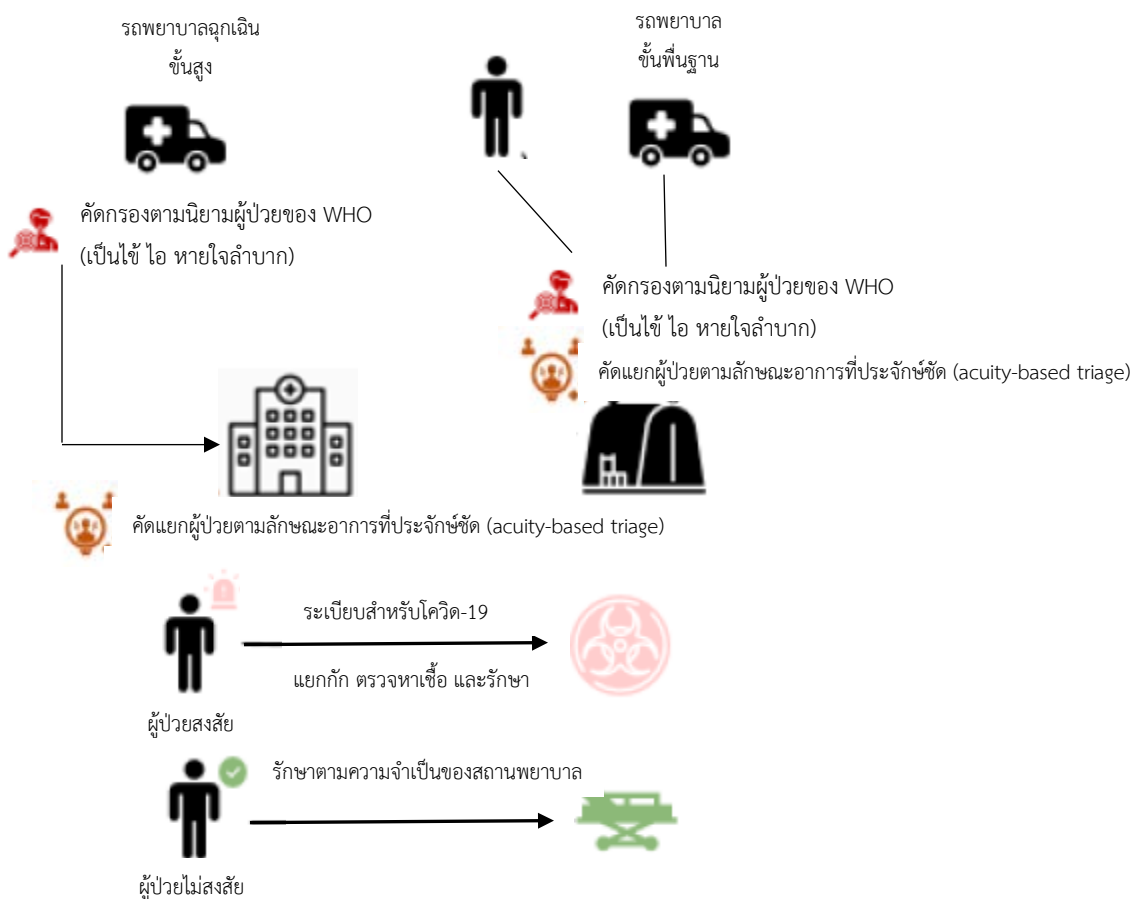 รถพยาบาลฉุกเฉิน
ขั้นสูง
รถพยาบาล
ขั้นพื้นฐาน
คัดกรองตามนิยามผู้ป่วยของ WHO
(เป็นไข้ ไอ หายใจลำบาก)
คัดกรองตามนิยามผู้ป่วยของ WHO
(เป็นไข้ ไอ หายใจลำบาก)
คัดแยกผู้ป่วยตามลักษณะอาการที่ประจักษ์ชัด (acuity-based triage)
คัดแยกผู้ป่วยตามลักษณะอาการที่ประจักษ์ชัด (acuity-based triage)
ระเบียบสำหรับโควิด-19
แยกกัก ตรวจหาเชื้อ และรักษา
ผู้ป่วยสงสัย
รักษาตามความจำเป็นของสถานพยาบาล
ผู้ป่วยไม่สงสัย